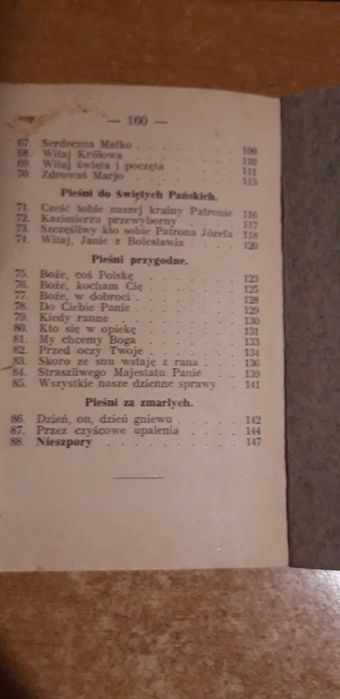 — 160 —
67. Serdeczna Matko . . . . . . . 109
68. Witaj Królowa . . . . . . . 110
69. Witaj święta i poczęta . . . . . . 111
70. Zdrowaś Marjo . . . . . . . 113
Pieśni do Świętych Pańskich.
71. Cześć tobie naszej krainy Patronie 116
72. Kazimierzu przewyborny . . . . 117
73. Szczęśliwy kto sobie Patrona Józefa 118
74. Witaj, Janie z Bolesławia . . . . 120
Pieśni przygodne.
75. Boże, coś Polskę . . . . . . . 123
76. Boże, kocham Cię . . . . . . 125
77. Boże, w dobroci . . . . . . . 128
78. Do Ciebie Panie . . . . . . . 129
79. Kiedy ranne . . . . . . . . 130
80. Kto się w opiekę . . . . . . . 131
81. My chcemy Boga . . . . . . . 133
82. Przed oczy Twoje . . . . . . . 134
83. Skoro ze snu wstaję z rana . . . 136
84. Straszliwego Majestatu Panie . . . 139
85. Wszystkie nasze dzienne sprawy . 141
Pieśni za zmarłych.
86. Dzień, on, dzień gniewu . . . . . 142
87. Przez czyścowe upalenia . . . . 144
88. Nieszpory . . . . . . . . 147